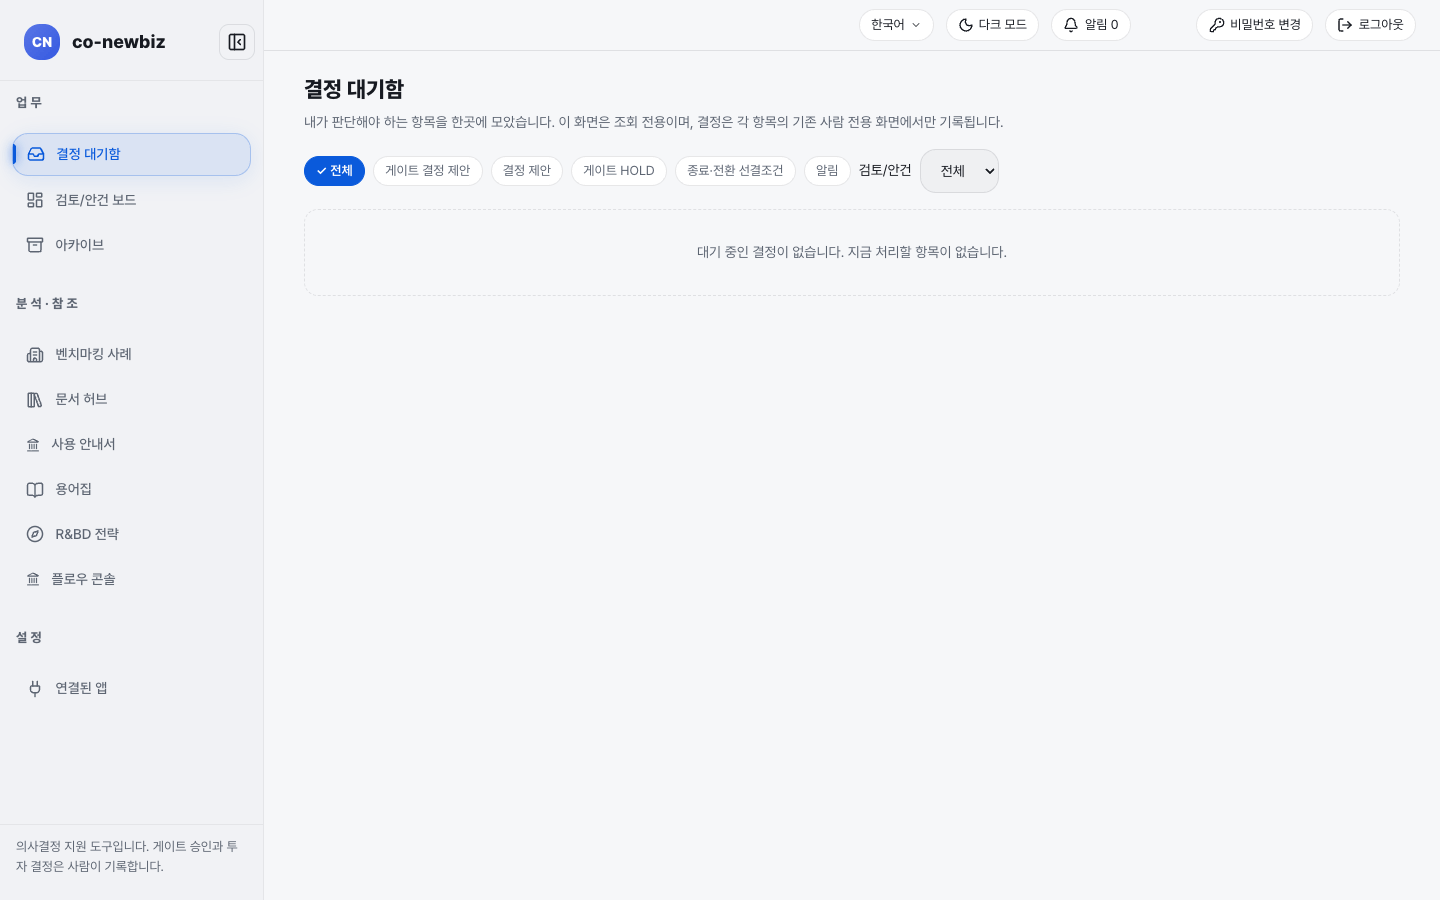 CN co-newbiz
한국어
다크 모드
알림 0
비밀번호 변경
로그아웃
업무
결정 대기함
검토/안건 보드
아카이브
분석·참조
벤치마킹 사례
문서 허브
사용 안내서
용어집
R&BD 전략
플로우 콘솔
설정
연결된 앱
의사결정 지원 도구입니다. 게이트 승인과 투
자 결정은 사람이 기록합니다.
결정 대기함
내가 판단해야 하는 항목을 한곳에 모았습니다. 이 화면은 조회 전용이며, 결정은 각 항목의 기존 사람 전용 화면에서만 기록됩니다.
전체 게이트 결정 제안 결정 제안 게이트 HOLD 종료·전환 선결조건 알림 검토/안건 전체
대기 중인 결정이 없습니다. 지금 처리할 항목이 없습니다.